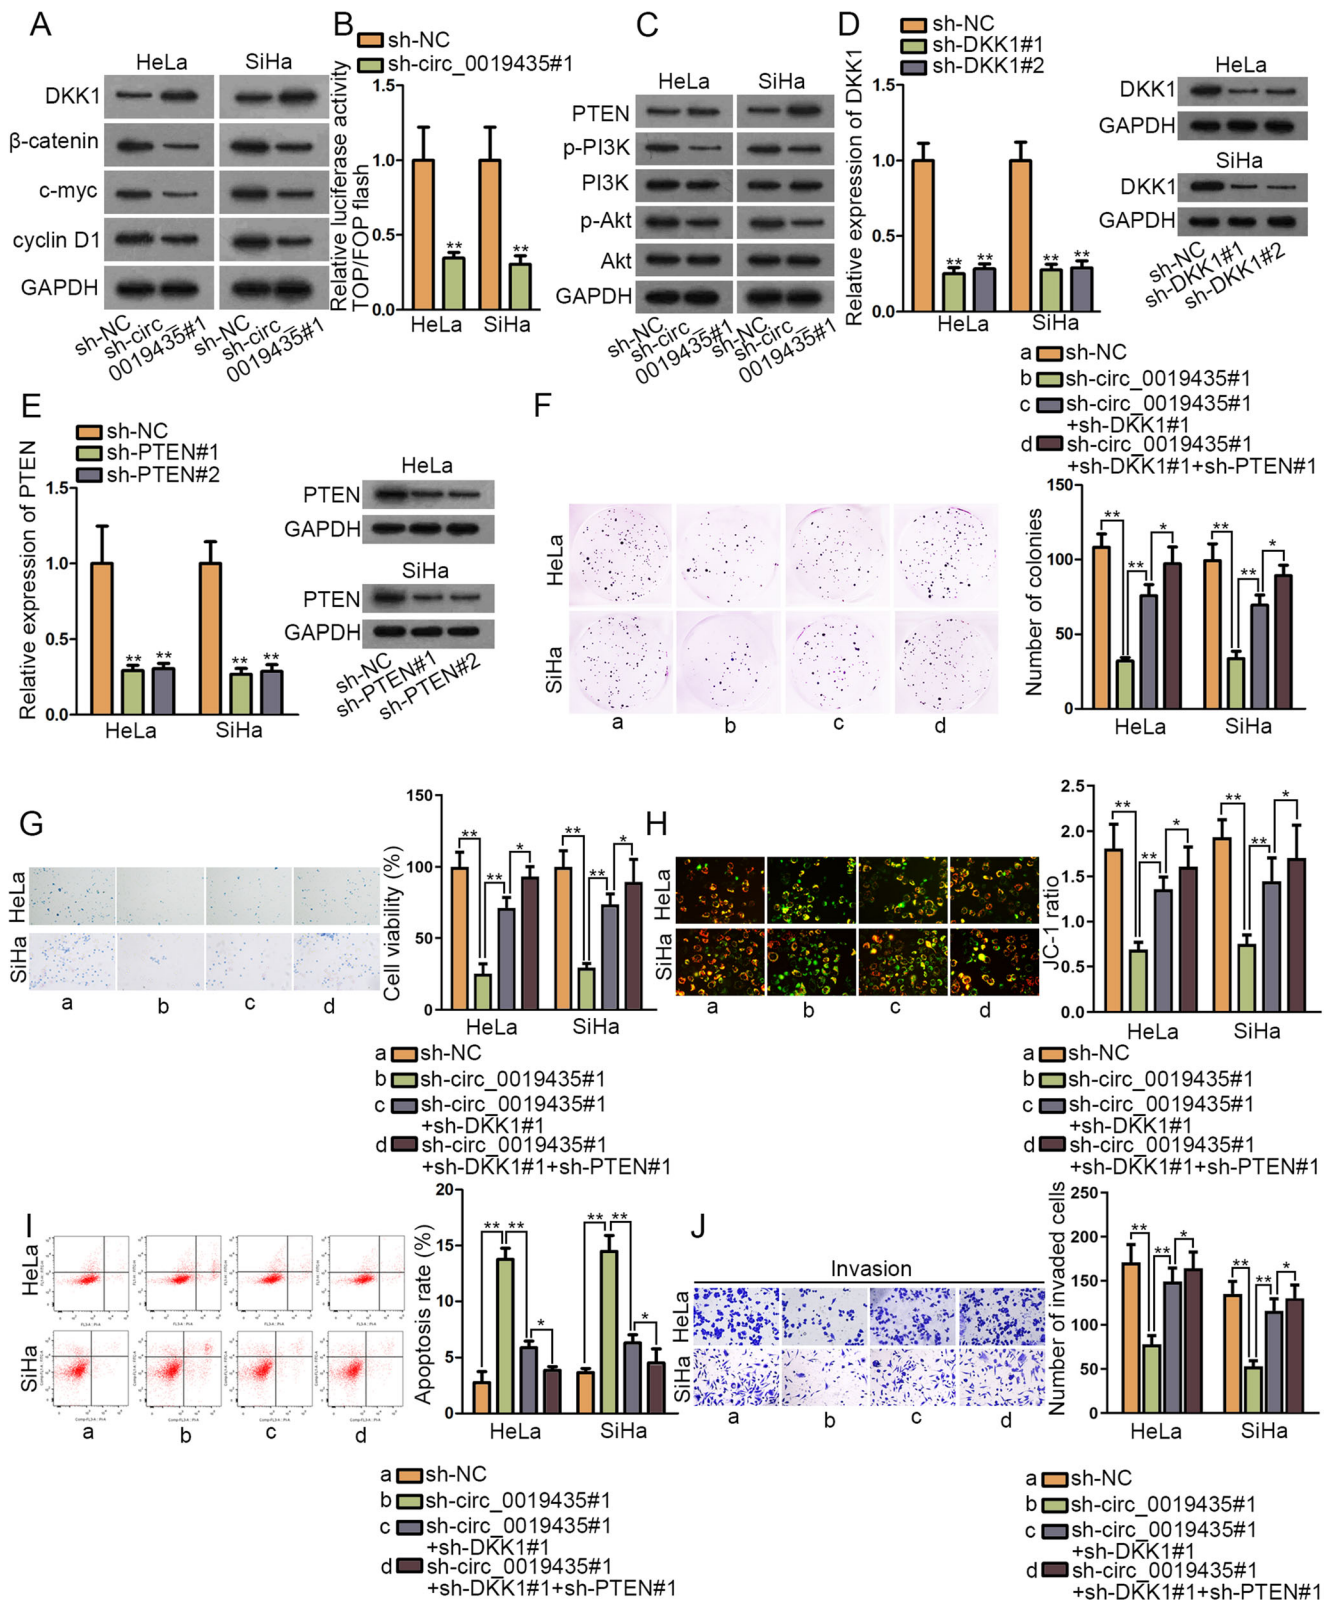 A
HeLa
SiHa
DKK1
β-catenin
c-myc
cyclin D1
GAPDH
sh-NC
sh-circ_
0019435#1
sh-NC
sh-circ_
0019435#1
B
sh-NC
sh-circ_0019435#1
Relative luciferase activity
TOP/FOP flash
1.5
1.0
0.5
0.0
**
**
HeLa
SiHa
C
HeLa
SiHa
PTEN
p-PI3K
PI3K
p-Akt
Akt
GAPDH
sh-NC
sh-circ_
0019435#1
sh-NC
sh-circ_
0019435#1
D
sh-NC
sh-DKK1#1
sh-DKK1#2
Relative expression of DKK1
1.5
1.0
0.5
0.0
** **
** **
HeLa
SiHa
HeLa
DKK1
GAPDH
SiHa
DKK1
GAPDH
sh-NC
sh-DKK1#1
sh-DKK1#2
E
sh-NC
sh-PTEN#1
sh-PTEN#2
Relative expression of PTEN
1.5
1.0
0.5
0.0
** **
** **
HeLa
SiHa
HeLa
PTEN
GAPDH
SiHa
PTEN
GAPDH
sh-NC
sh-PTEN#1
sh-PTEN#2
F
a sh-NC
b sh-circ_0019435#1
c sh-circ_0019435#1
+sh-DKK1#1
d sh-circ_0019435#1
+sh-DKK1#1+sh-PTEN#1
HeLa
SiHa
a b c d
Number of colonies
150
100
50
0
** ** *
** ** *
HeLa
SiHa
G
HeLa
SiHa
a b c d
Cell viability (%)
150
100
50
0
** ** *
** ** *
HeLa
SiHa
a sh-NC
b sh-circ_0019435#1
c sh-circ_0019435#1
+sh-DKK1#1
d sh-circ_0019435#1
+sh-DKK1#1+sh-PTEN#1
H
HeLa
SiHa
a b c d
JC-1 ratio
2.5
2.0
1.5
1.0
0.5
0.0
** ** *
** ** *
HeLa
SiHa
a sh-NC
b sh-circ_0019435#1
c sh-circ_0019435#1
+sh-DKK1#1
d sh-circ_0019435#1
+sh-DKK1#1+sh-PTEN#1
I
HeLa
SiHa
a b c d
Apoptosis rate (%)
20
15
10
5
0
** ** *
** ** *
HeLa
SiHa
a sh-NC
b sh-circ_0019435#1
c sh-circ_0019435#1
+sh-DKK1#1
d sh-circ_0019435#1
+sh-DKK1#1+sh-PTEN#1
J
Invasion
HeLa
SiHa
a b c d
Number of invaded cells
250
200
150
100
50
0
** ** *
** ** *
HeLa
SiHa
a sh-NC
b sh-circ_0019435#1
c sh-circ_0019435#1
+sh-DKK1#1
d sh-circ_0019435#1
+sh-DKK1#1+sh-PTEN#1